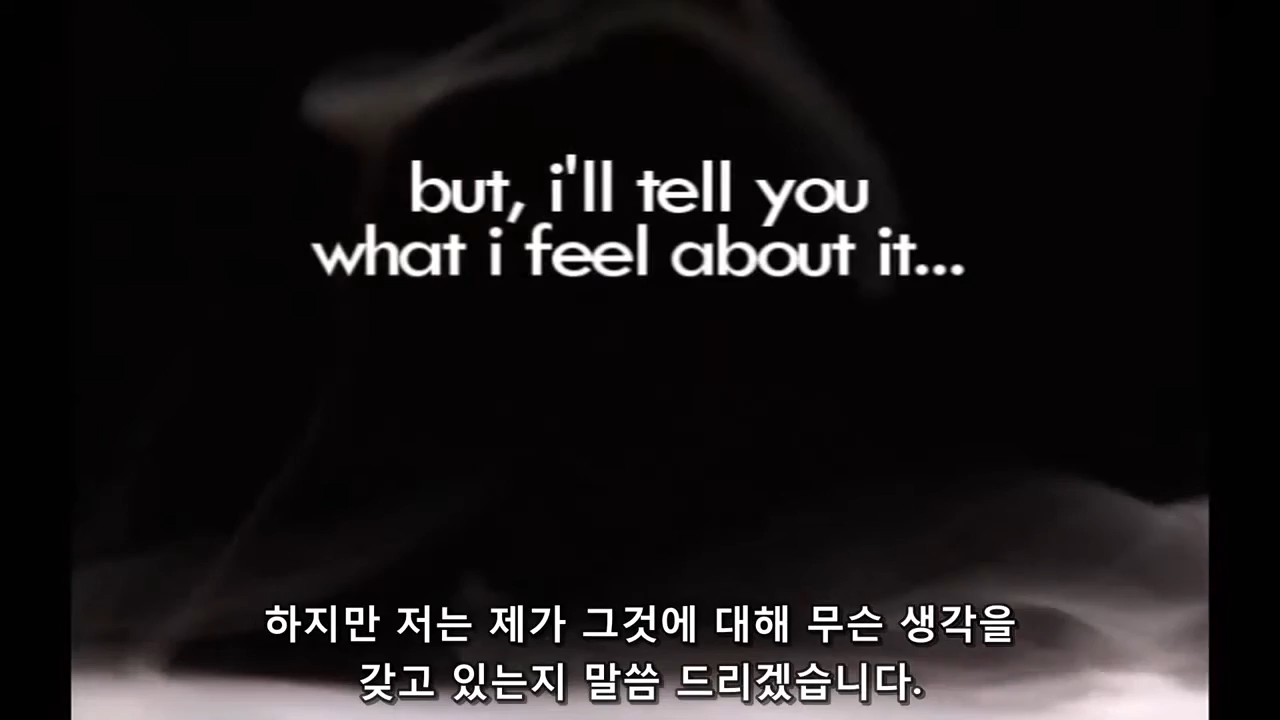 but, i'll tell you
what i feel about it...
하지만 저는 제가 그것에 대해 무슨 생각을
갖고 있는지 말씀 드리겠습니다.